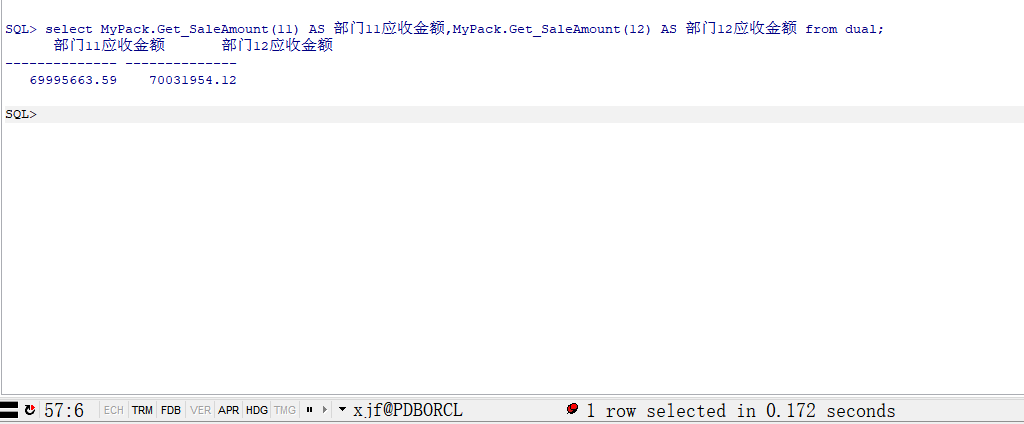 SQL> select MyPack.Get_SaleAmount(11) AS 部门11应收金额,MyPack.Get_SaleAmount(12) AS 部门12应收金额 from dual;
部门11应收金额 部门12应收金额
-------------- --------------
69995663.59 70031954.12
SQL>
57:6 ECH TRM FDB VER APR HDG TMG xjf@PDBORCL 1 row selected in 0.172 seconds